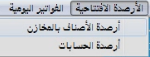 الأرصدة الافتتاحية الفواتير اليومية
أرصدة الأصناف بالمخازن
أرصدة الحسابات